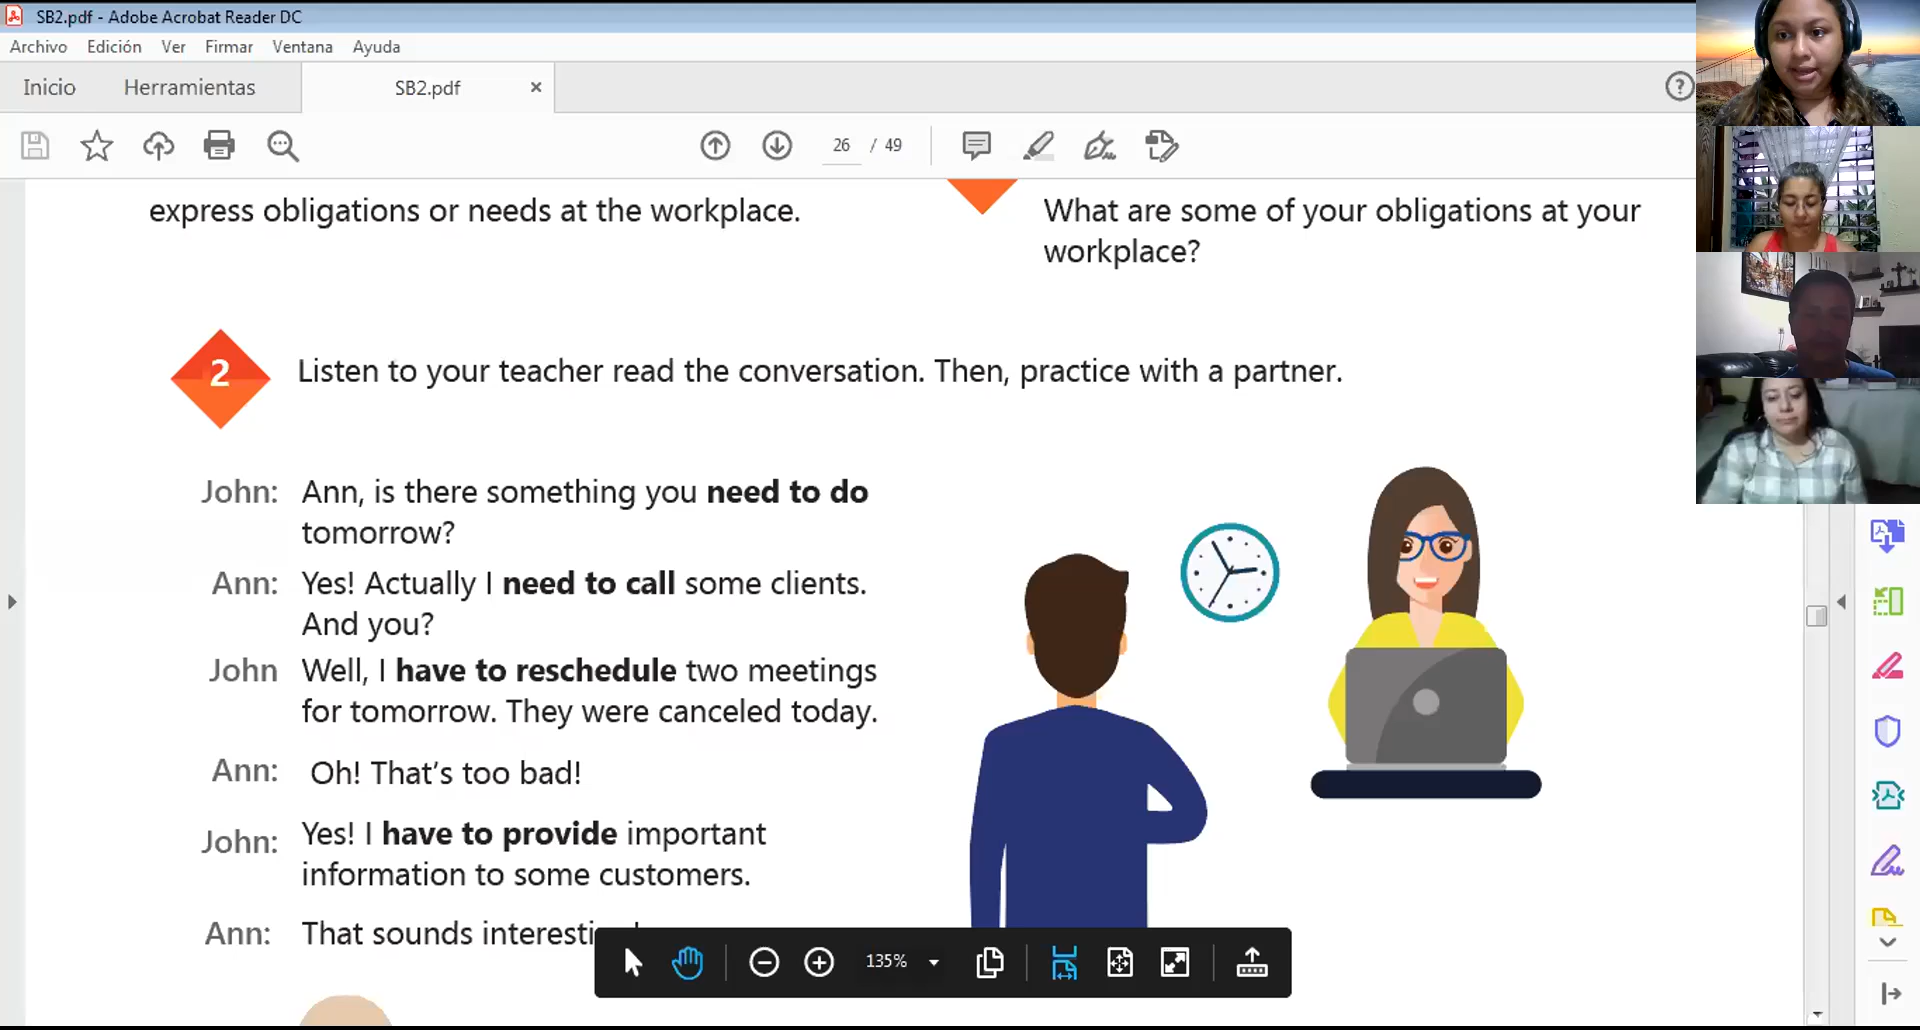 SB2.pdf - Adobe Acrobat Reader DC
Archivo Edición Ver Firmar Ventana Ayuda
Inicio Herramientas SB2.pdf ×
26 / 49
express obligations or needs at the workplace.
What are some of your obligations at your
workplace?
2 Listen to your teacher read the conversation. Then, practice with a partner.
John: Ann, is there something you need to do
tomorrow?
Ann: Yes! Actually I need to call some clients.
And you?
John Well, I have to reschedule two meetings
for tomorrow. They were canceled today.
Ann: Oh! That's too bad!
John: Yes! I have to provide important
information to some customers.
Ann: That sounds
135%